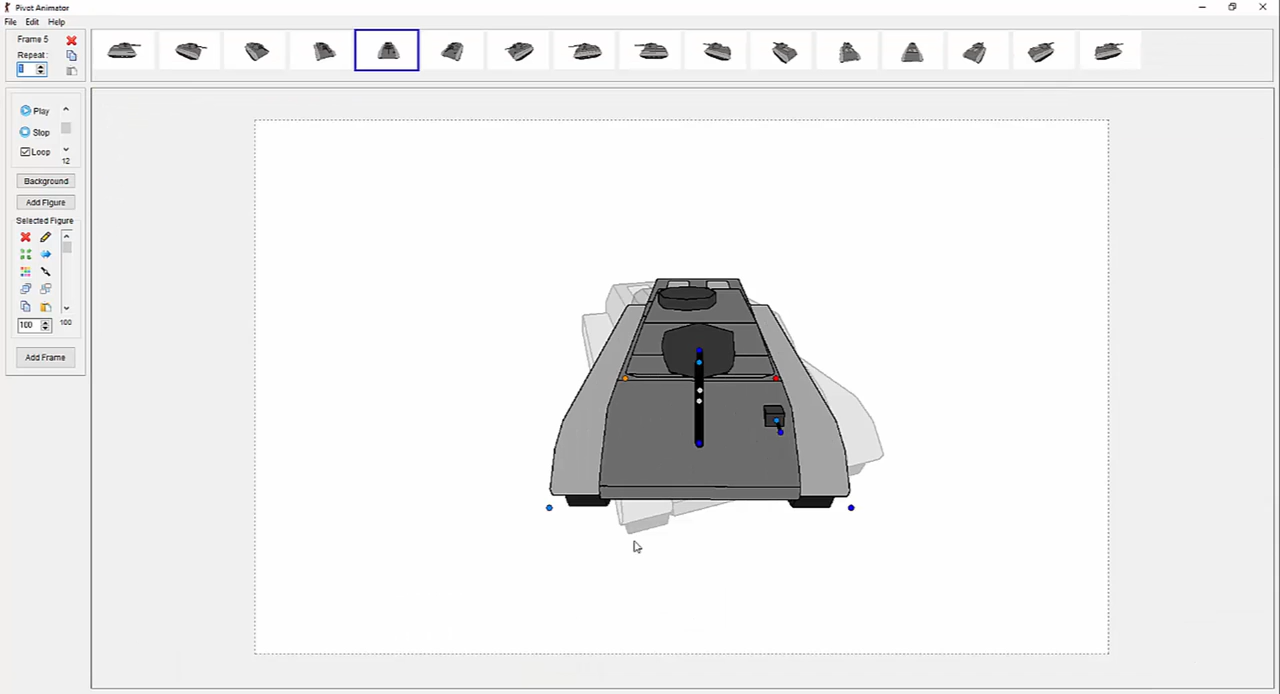 Pivot Animator
File Edit Help
Frame 5
Repeat:
1
Play
Stop
Loop
12
Background
Add Figure
Selected Figure
100
100
Add Frame